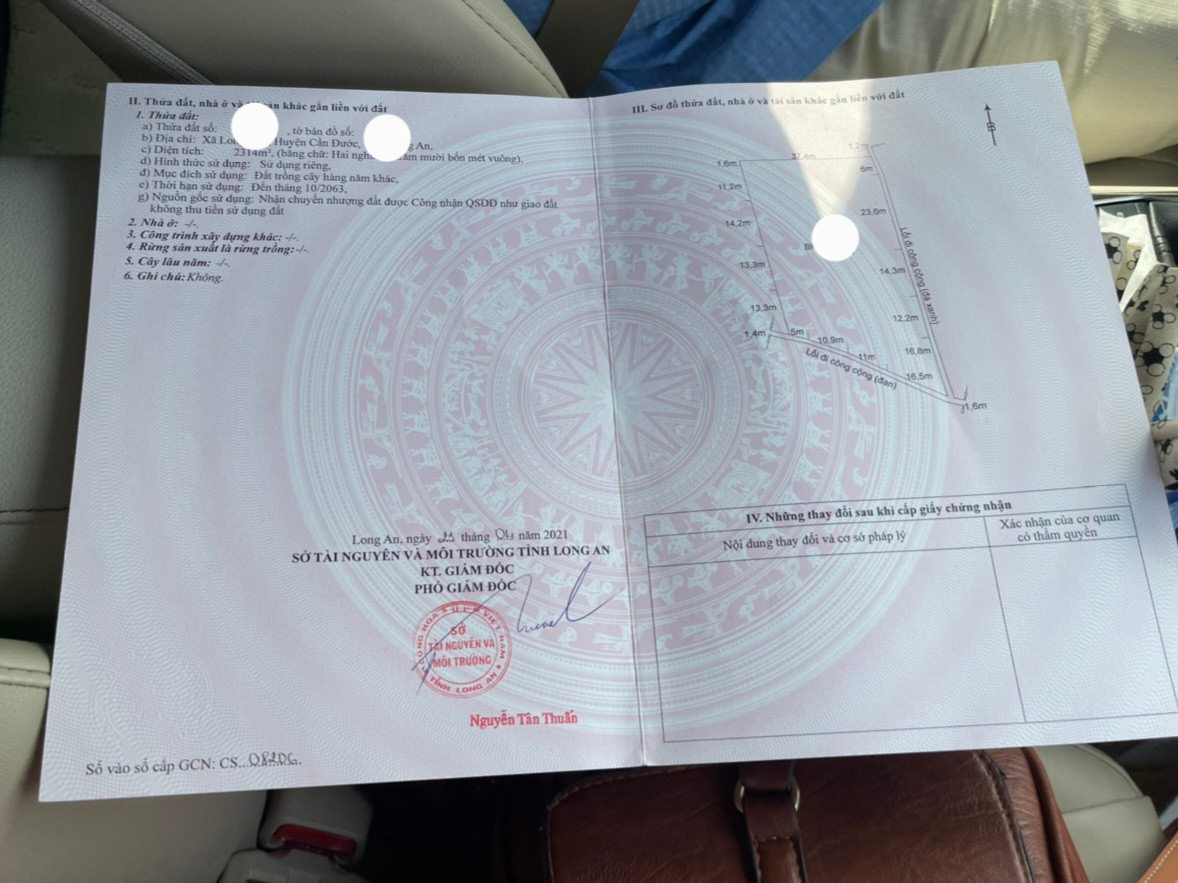 II. Thửa đất, nhà ở và tài sản khác gắn liền với đất
1. Thửa đất:
a) Thửa đất số: , tờ bản đồ số:
b) Địa chỉ: Xã Huyện Cần Đước, An,
c) Diện tích: 2314m², (bằng chữ: Hai mười bốn mét vuông),
d) Hình thức sử dụng: Sử dụng riêng,
đ) Mục đích sử dụng: Đất trồng cây hàng năm khác,
e) Thời hạn sử dụng: Đến tháng 10/2063,
g) Nguồn gốc sử dụng: Nhận chuyển nhượng đất được Công nhận QSDĐ như giao đất
không thu tiền sử dụng đất
2. Nhà ở: -/-.
3. Công trình xây dựng khác: -/-.
4. Rừng sản xuất là rừng trồng: -/-.
5. Cây lâu năm: -/-.
6. Ghi chú: Không.
Long An, ngày tháng năm 2021
SỞ TÀI NGUYÊN VÀ MÔI TRƯỜNG TỈNH LONG AN
KT. GIÁM ĐỐC
PHÓ GIÁM ĐỐC
CỘNG HÒA X.H.C.N VIỆT NAM
SỞ
TÀI NGUYÊN VÀ
MÔI TRƯỜNG
TỈNH LONG AN
Nguyễn Tân Thuấn
Số vào sổ cấp GCN: CS...
III. Sơ đồ thửa đất, nhà ở và tài sản khác gắn liền với đất
B
1,6m
37,4m
1,2m
6m
11,2m
23,6m
14,2m
13,3m
14,3m
13,3m
12,2m
1,4m
5m
10,9m
11m
16,8m
16,5m
1,6m
Lối đi công cộng (đá xanh)
Lối đi công cộng (đan)
IV. Những thay đổi sau khi cấp giấy chứng nhận
Nội dung thay đổi và cơ sở pháp lý
Xác nhận của cơ quan
có thẩm quyền